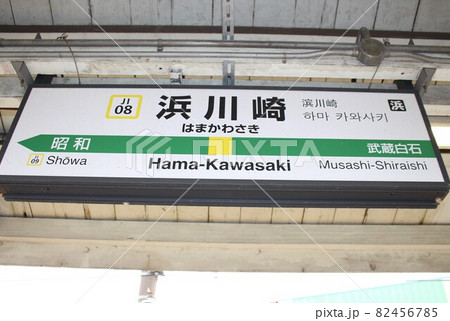 JI
08
浜川崎
はまかわさき
Hama-Kawasaki
滨川崎
하마 카와사키
浜
昭和
JI
09
Shōwa
武蔵白石
Musashi-Shiraishi
PIXTA
82456785